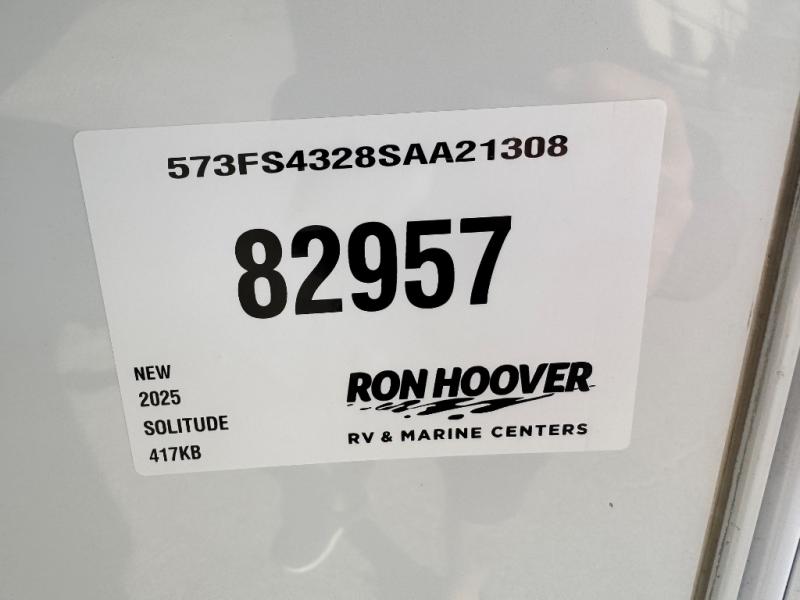 573FS4328SAA21308
82957
NEW
2025
SOLITUDE
417KB
RON HOOVER
RV & MARINE CENTERS